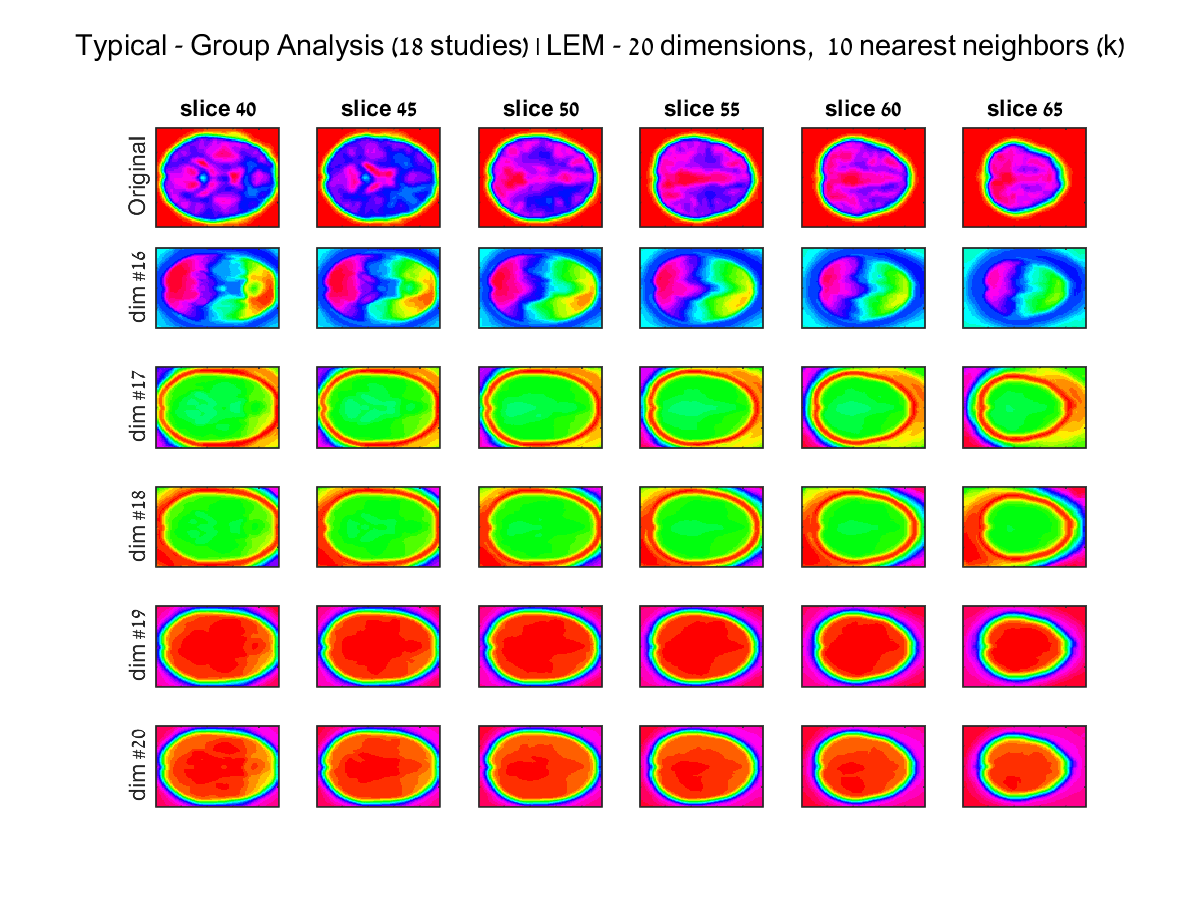 Typical - Group Analysis (18 studies) | LEM - 20 dimensions, 10 nearest neighbors (k)
slice 40 slice 45 slice 50 slice 55 slice 60 slice 65
Original
dim #16
dim #17
dim #18
dim #19
dim #20